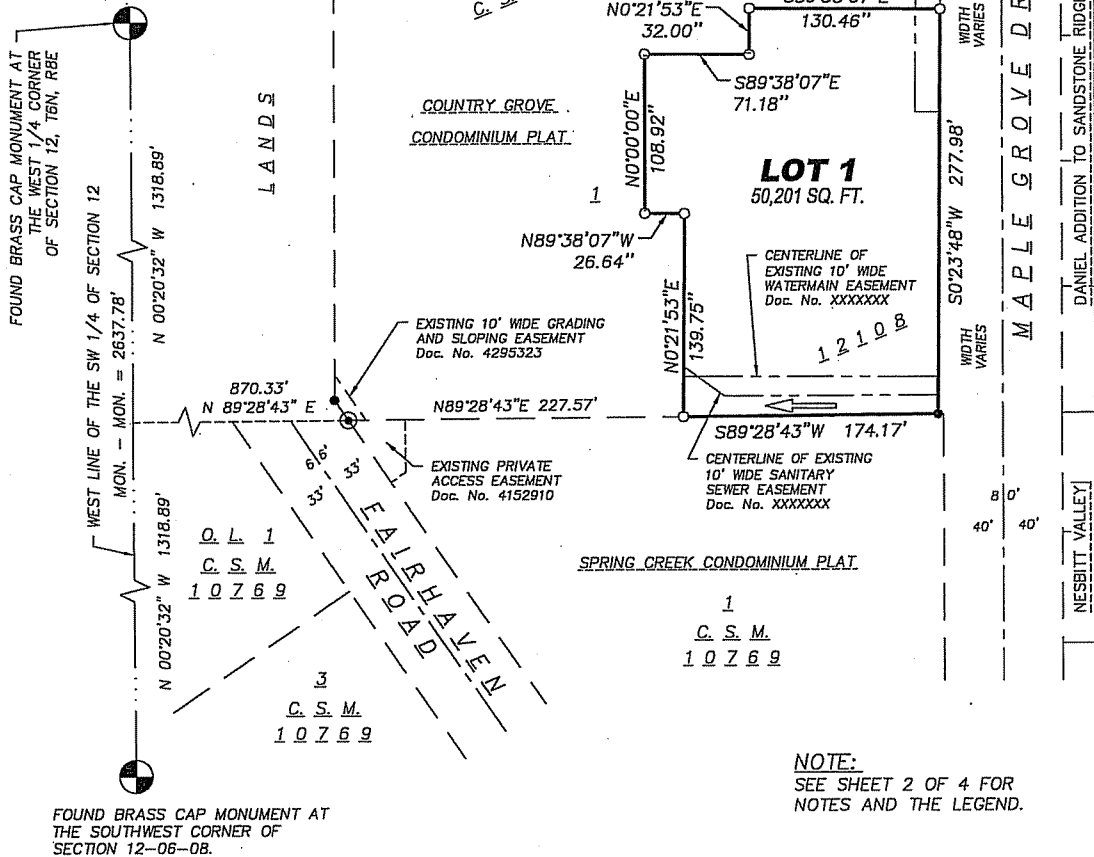 N0°21'53"E
32.00"
130.46"
WIDTH
VARIES
FOUND BRASS CAP MONUMENT AT
THE WEST 1/4 CORNER
OF SECTION 12, T6N, R8E
LANDS
COUNTRY GROVE
CONDOMINIUM PLAT
1
S89°38'07"E
71.18"
N0°00'00"E
108.92"
LOT 1
50,201 SQ. FT.
S0°23'48"W 277.98'
N89°38'07"W
26.64"
N 00°20'32" W 1318.89'
WEST LINE OF THE SW 1/4 OF SECTION 12
MON. – MON. = 2637.78'
CENTERLINE OF
EXISTING 10' WIDE
WATERMAIN EASEMENT
Doc. No. XXXXXXX
N0°21'53"E
139.75"
12108
WIDTH
VARIES
DANIEL ADDITION TO SANDSTONE
EXISTING 10' WIDE GRADING
AND SLOPING EASEMENT
Doc. No. 4295323
870.33'
N 89°28'43" E
N89°28'43"E 227.57'
S89°28'43"W 174.17'
EXISTING PRIVATE
ACCESS EASEMENT
Doc. No. 4152910
CENTERLINE OF EXISTING
10' WIDE SANITARY
SEWER EASEMENT
Doc. No. XXXXXXX
66'
33'
33'
FAIRHAVEN
ROAD
N 00°20'32" W 1318.89'
O. L. 1
C. S. M.
10769
SPRING CREEK CONDOMINIUM PLAT
1
C. S. M.
10769
80'
40' 40'
NESBITT VALLEY
MAPLE GROVE
3
C. S. M.
10769
NOTE:
SEE SHEET 2 OF 4 FOR
NOTES AND THE LEGEND.
FOUND BRASS CAP MONUMENT AT
THE SOUTHWEST CORNER OF
SECTION 12–06–08.